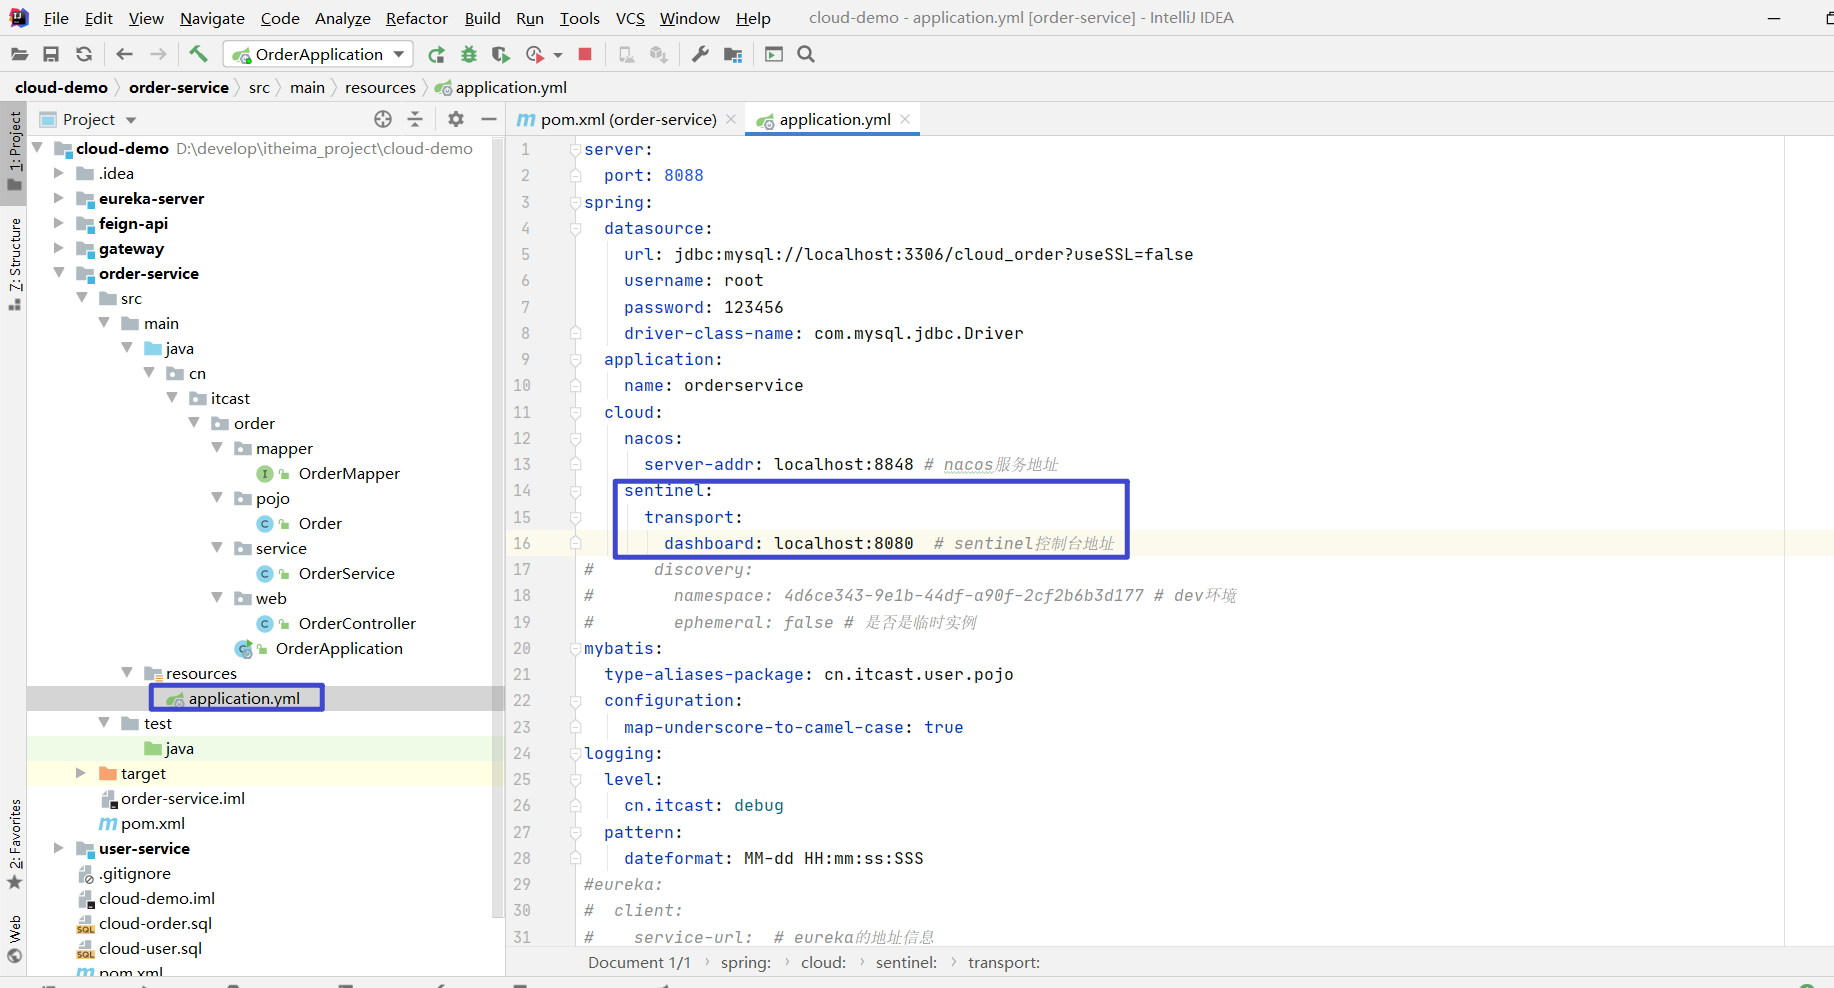 File Edit View Navigate Code Analyze Refactor Build Run Tools VCS Window Help cloud-demo - application.yml [order-service] - IntelliJ IDEA
OrderApplication
cloud-demo order-service src main resources application.yml
1: Project
7: Structure
2: Favorites
Web
Project
cloud-demo D:\develop\itheima_project\cloud-demo
.idea
eureka-server
feign-api
gateway
order-service
src
main
java
cn
itcast
order
mapper
OrderMapper
pojo
Order
service
OrderService
web
OrderController
OrderApplication
resources
application.yml
test
java
target
order-service.iml
pom.xml
user-service
.gitignore
cloud-demo.iml
cloud-order.sql
cloud-user.sql
pom.xml
pom.xml (order-service) application.yml
1 server:
2 port: 8088
3 spring:
4 datasource:
5 url: jdbc:mysql://localhost:3306/cloud_order?useSSL=false
6 username: root
7 password: 123456
8 driver-class-name: com.mysql.jdbc.Driver
9 application:
10 name: orderservice
11 cloud:
12 nacos:
13 server-addr: localhost:8848 # nacos服务地址
14 sentinel:
15 transport:
16 dashboard: localhost:8080 # sentinel控制台地址
17 # discovery:
18 # namespace: 4d6ce343-9e1b-44df-a90f-2cf2b6b3d177 # dev环境
19 # ephemeral: false # 是否是临时实例
20 mybatis:
21 type-aliases-package: cn.itcast.user.pojo
22 configuration:
23 map-underscore-to-camel-case: true
24 logging:
25 level:
26 cn.itcast: debug
27 pattern:
28 dateformat: MM-dd HH:mm:ss:SSS
29 #eureka:
30 # client:
31 # service-url: # eureka的地址信息
Document 1/1 spring: cloud: sentinel: transport: